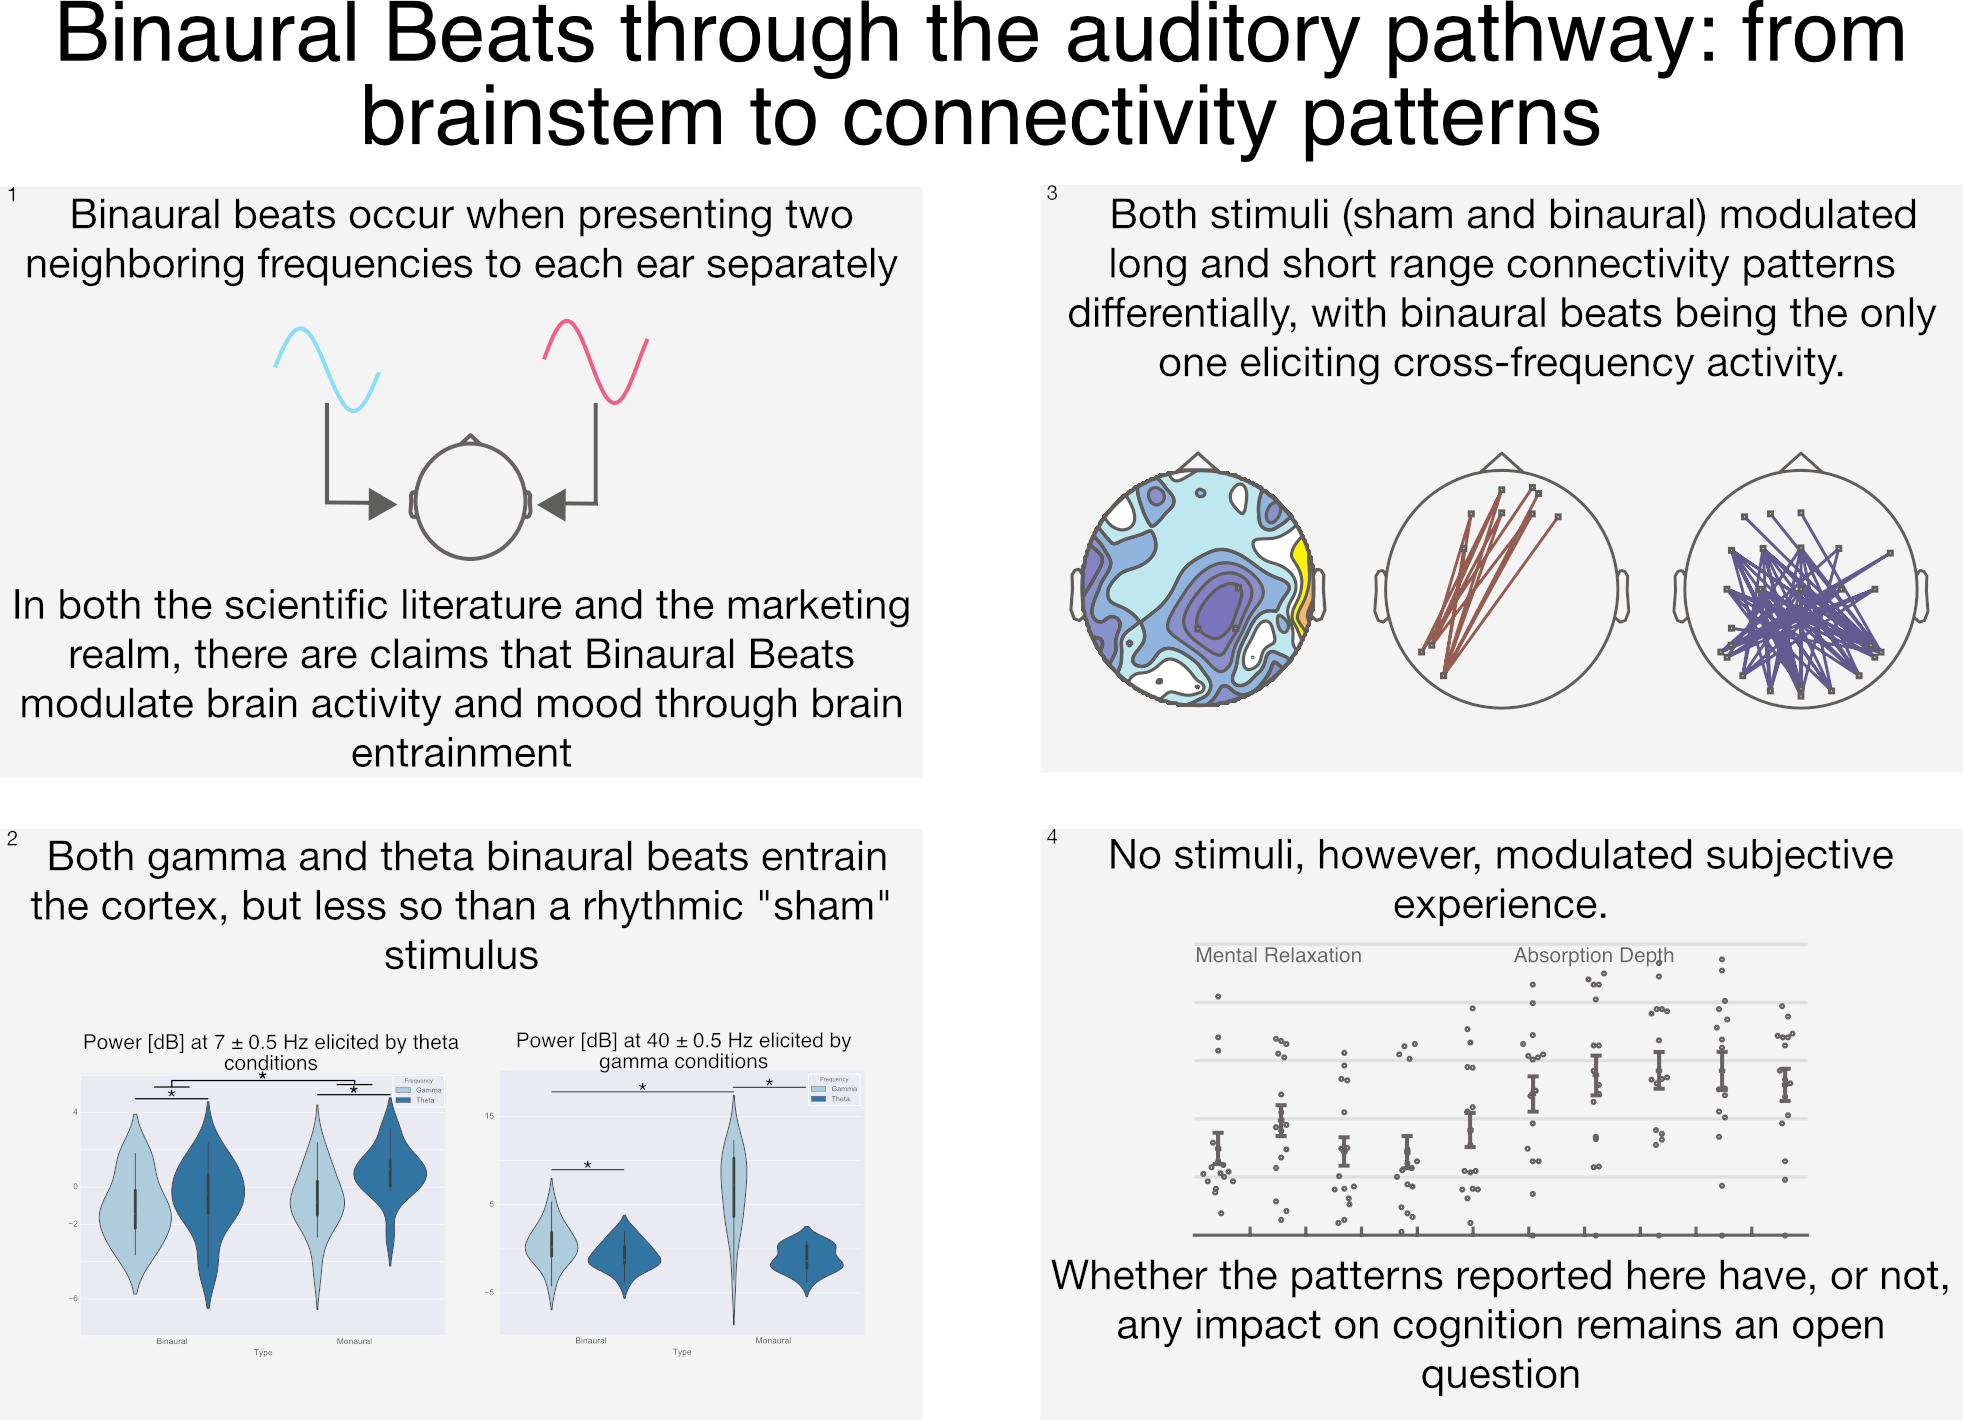 Binaural Beats through the auditory pathway: from
brainstem to connectivity patterns
1
Binaural beats occur when presenting two
neighboring frequencies to each ear separately
In both the scientific literature and the marketing
realm, there are claims that Binaural Beats
modulate brain activity and mood through brain
entrainment
2
Both gamma and theta binaural beats entrain
the cortex, but less so than a rhythmic "sham"
stimulus
Power [dB] at 7 ± 0.5 Hz elicited by theta
conditions
*
*
*
Frequency
Gamma
Theta
4
0
−2
−6
Binaural
Monaural
Type
Power [dB] at 40 ± 0.5 Hz elicited by
gamma conditions
*
*
*
Frequency
Gamma
Theta
15
5
−5
Binaural
Monaural
Type
3
Both stimuli (sham and binaural) modulated
long and short range connectivity patterns
differentially, with binaural beats being the only
one eliciting cross-frequency activity.
4
No stimuli, however, modulated subjective
experience.
Mental Relaxation
Absorption Depth
Whether the patterns reported here have, or not,
any impact on cognition remains an open
question